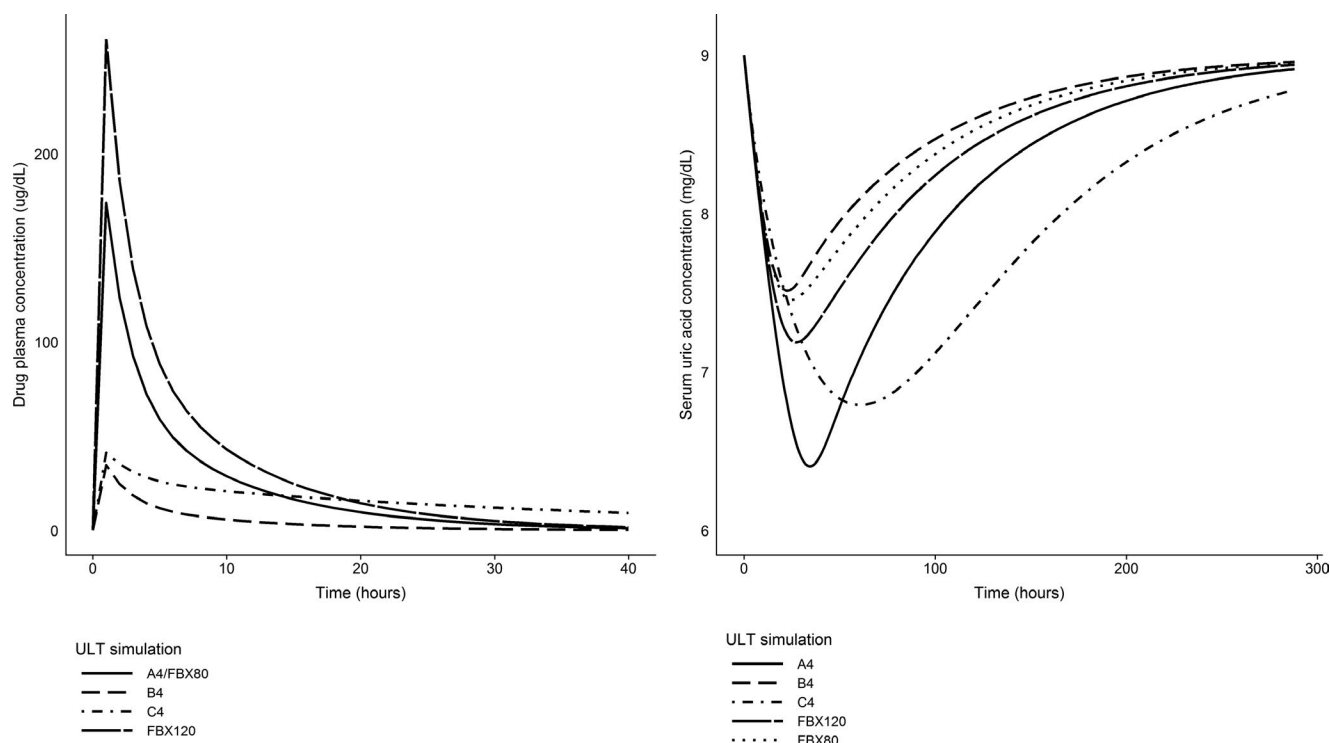 Drug plasma concentration (ug/dL)
200
100
0
0 10 20 30 40
Time (hours)
ULT simulation
A4/FBX80
B4
C4
FBX120
Serum uric acid concentration (mg/dL)
9
8
7
6
0 100 200 300
Time (hours)
ULT simulation
A4
B4
C4
FBX120
FBX80